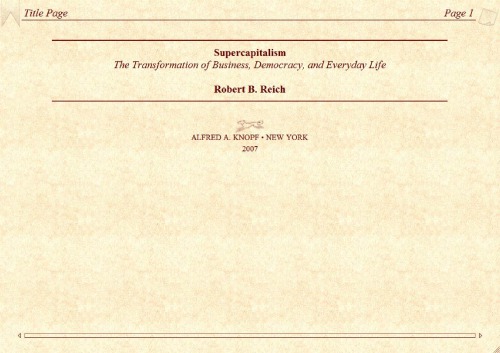 Title Page
Page 1
Supercapitalism
The Transformation of Business, Democracy, and Everyday Life
Robert B. Reich
ALFRED A. KNOPF • NEW YORK
2007